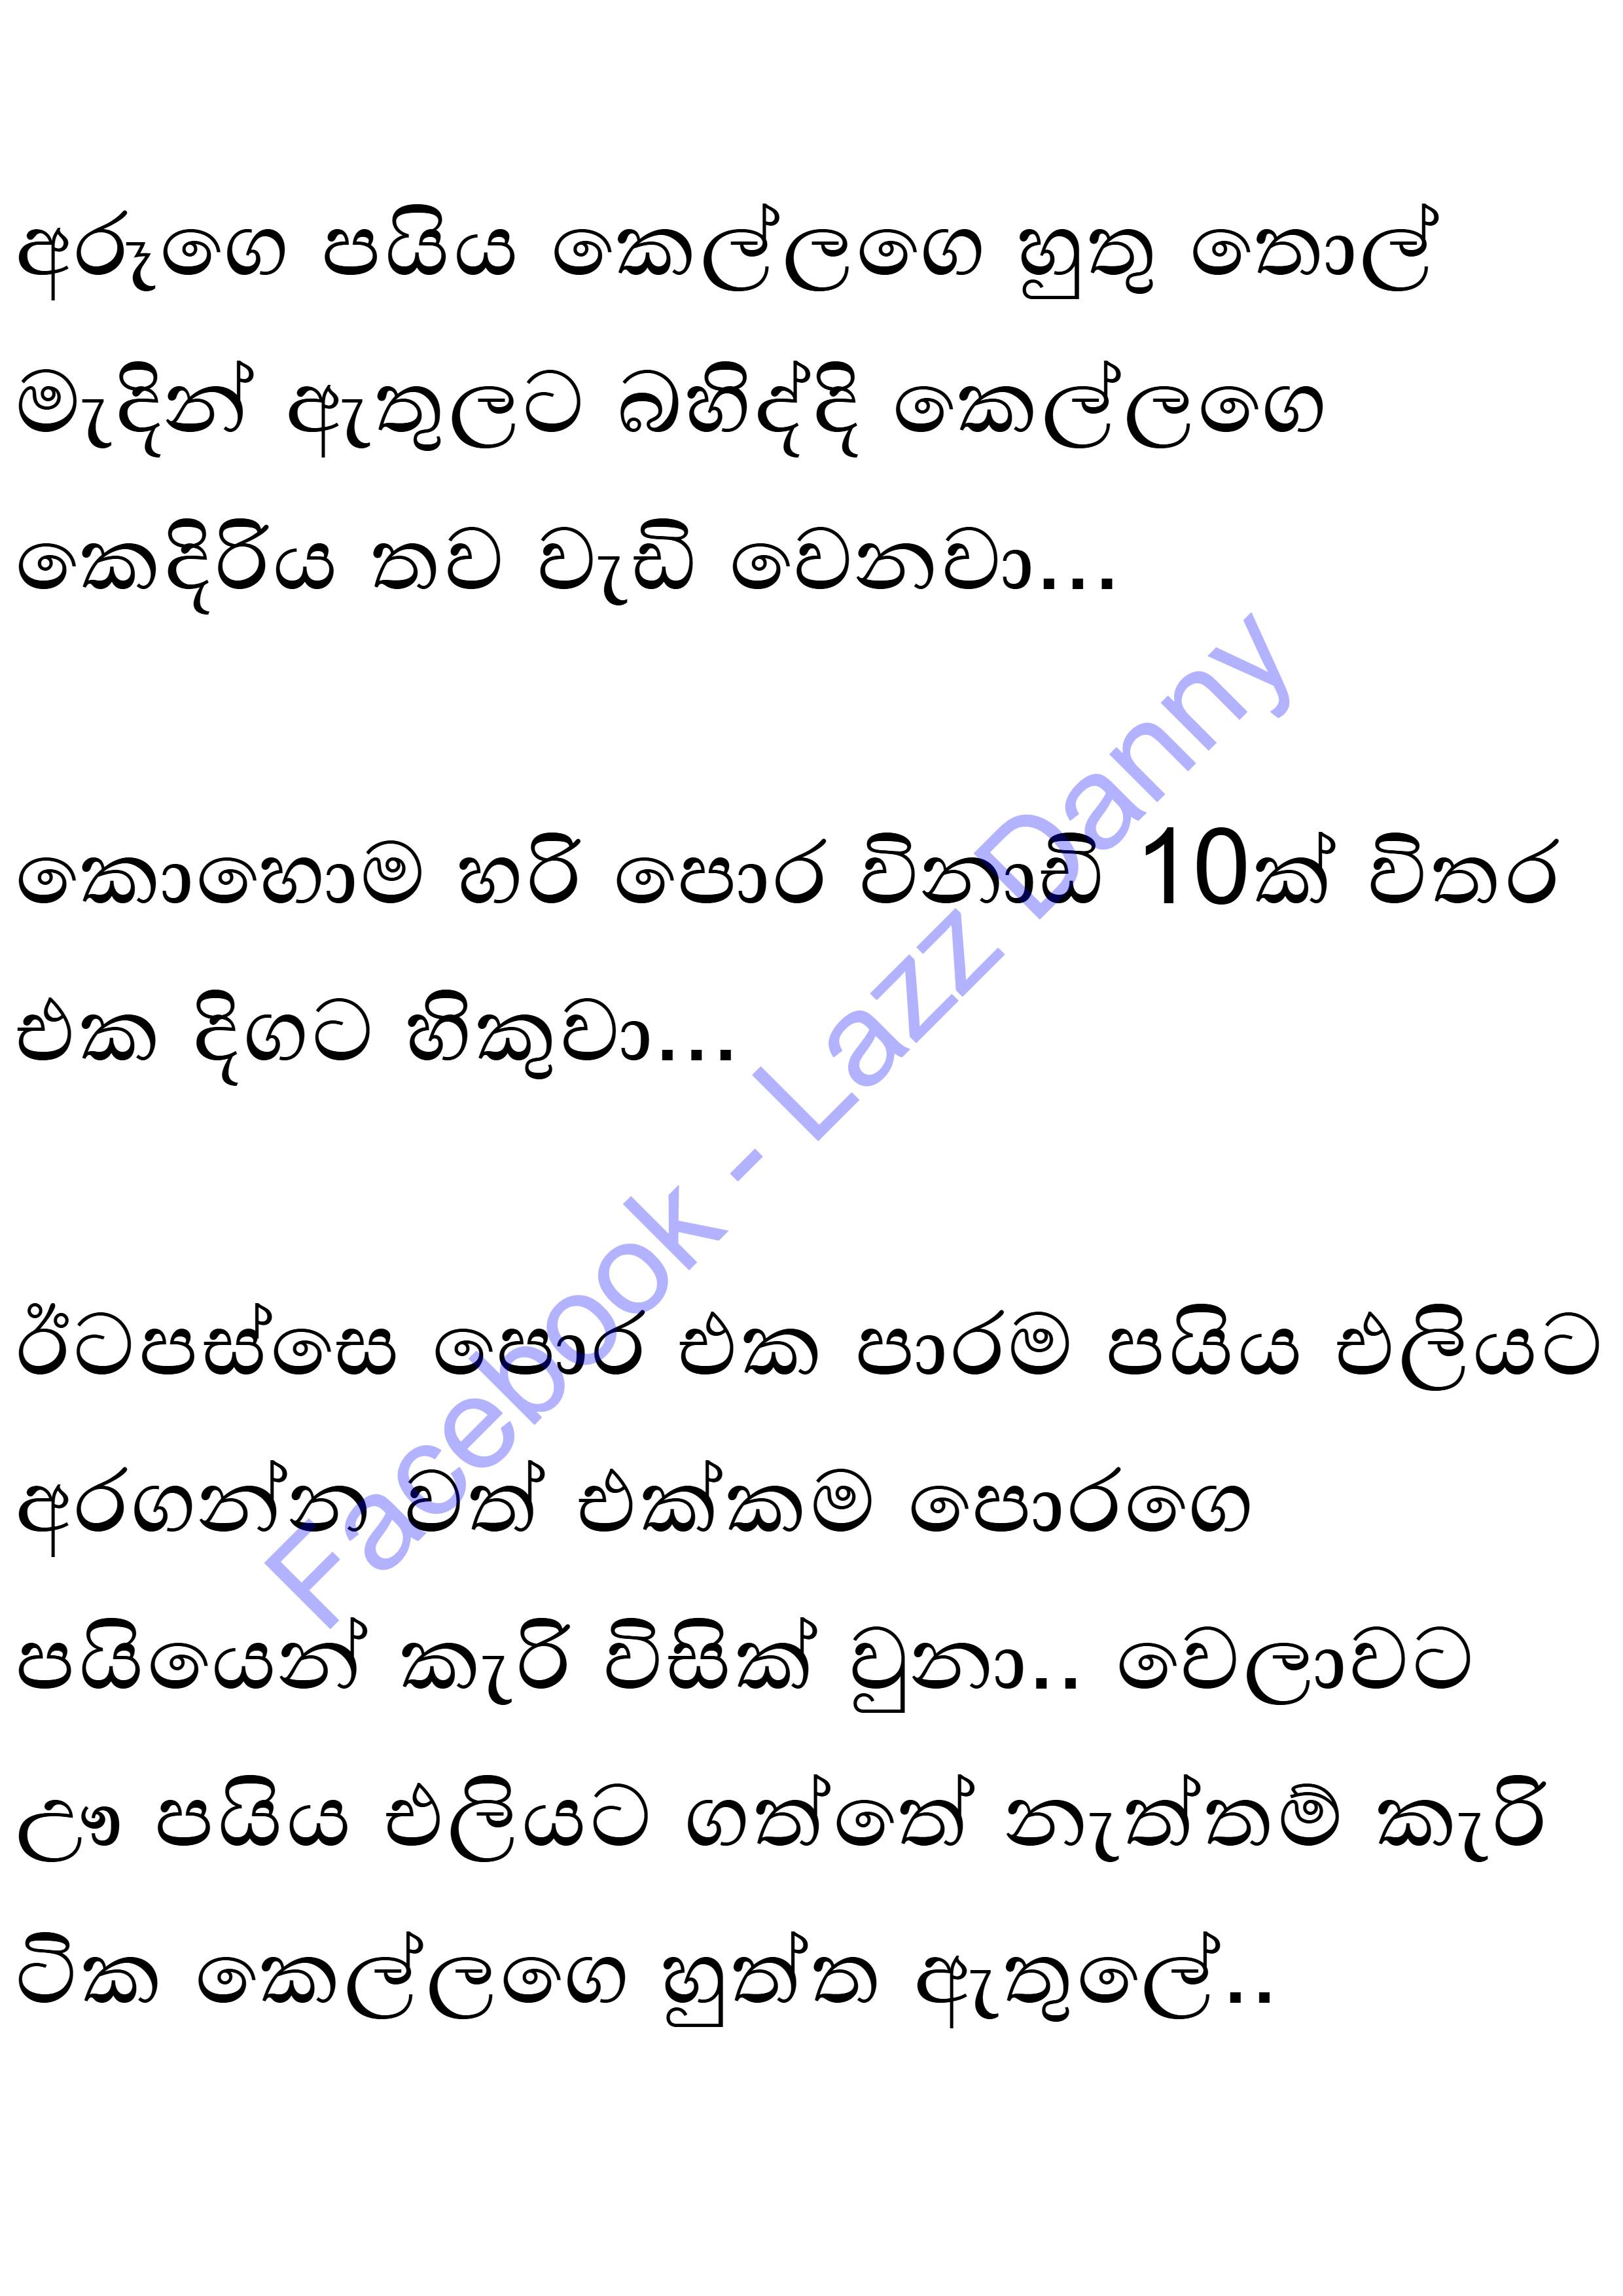 අරූගෙ පයිය කෙල්ලගෙ හුතු තොල්
මැදින් ඇතුලට බහිද්දි කෙල්ලගෙ
කෙදිරිය තව වැඩි වෙනවා...
කොහොම හරි පොර විනාඩි 10ක් විතර
එක දිගට හිකුවා...
ඊටපස්සෙ පොර එක පාරම පයිය එලියට
අරගන්න වත් එක්කම පොරගෙ
පයියෙන් කැරි විසික් වුනා.. වෙලාවට
ඌ පයිය එලියට ගත්තේ නැත්තම් කැරි
ටික කෙල්ලගෙ හුත්ත ඇතුලේ..
Facebook - Lazz Danny